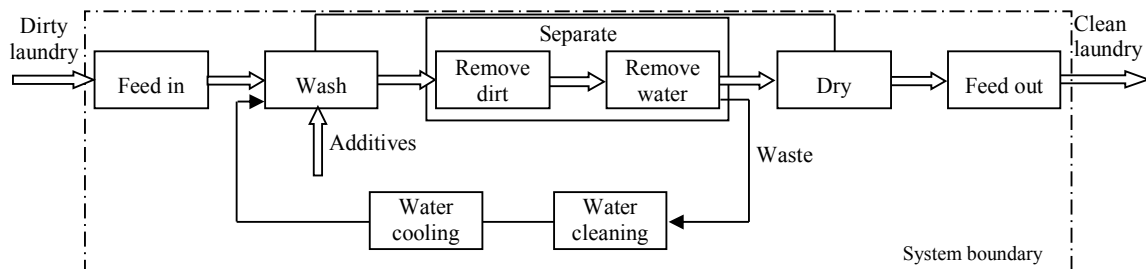 Dirty
laundry
Clean
laundry
Separate
Feed in
Wash
Remove
dirt
Remove
water
Dry
Feed out
Additives
Waste
Water
cooling
Water
cleaning
System boundary